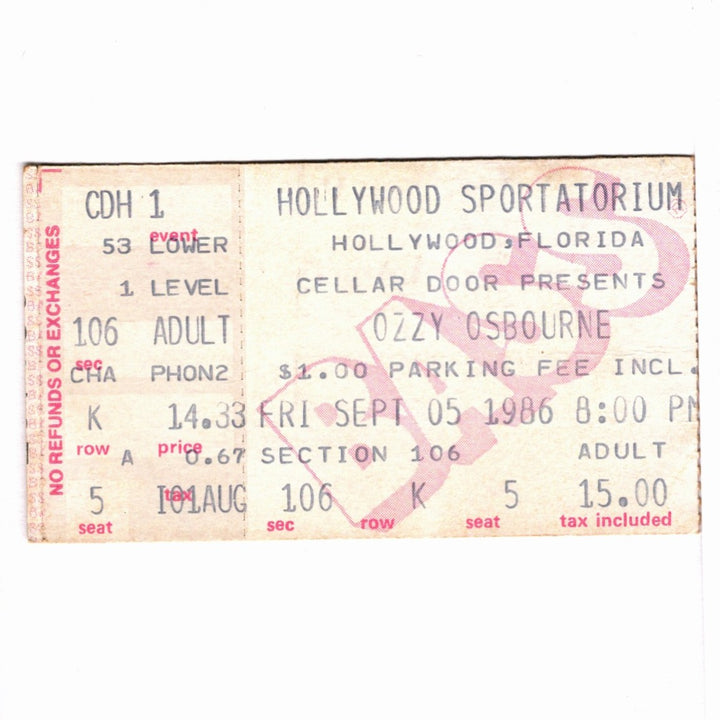 NO REFUNDS OR EXCHANGES
CDH 1
event
53 LOWER
1 LEVEL
106 ADULT
sec
CHA PHON2
K 14.33
row price
A 0.67
5 I01AUG
seat tax
HOLLYWOOD SPORTATORIUM
HOLLYWOOD,FLORIDA
CELLAR DOOR PRESENTS
OZZY OSBOURNE
$1.00 PARKING FEE INCL.
FRI SEPT 05 1986 8:00 PM
SECTION 106 ADULT
106 K 5 15.00
sec row seat tax included
BASS